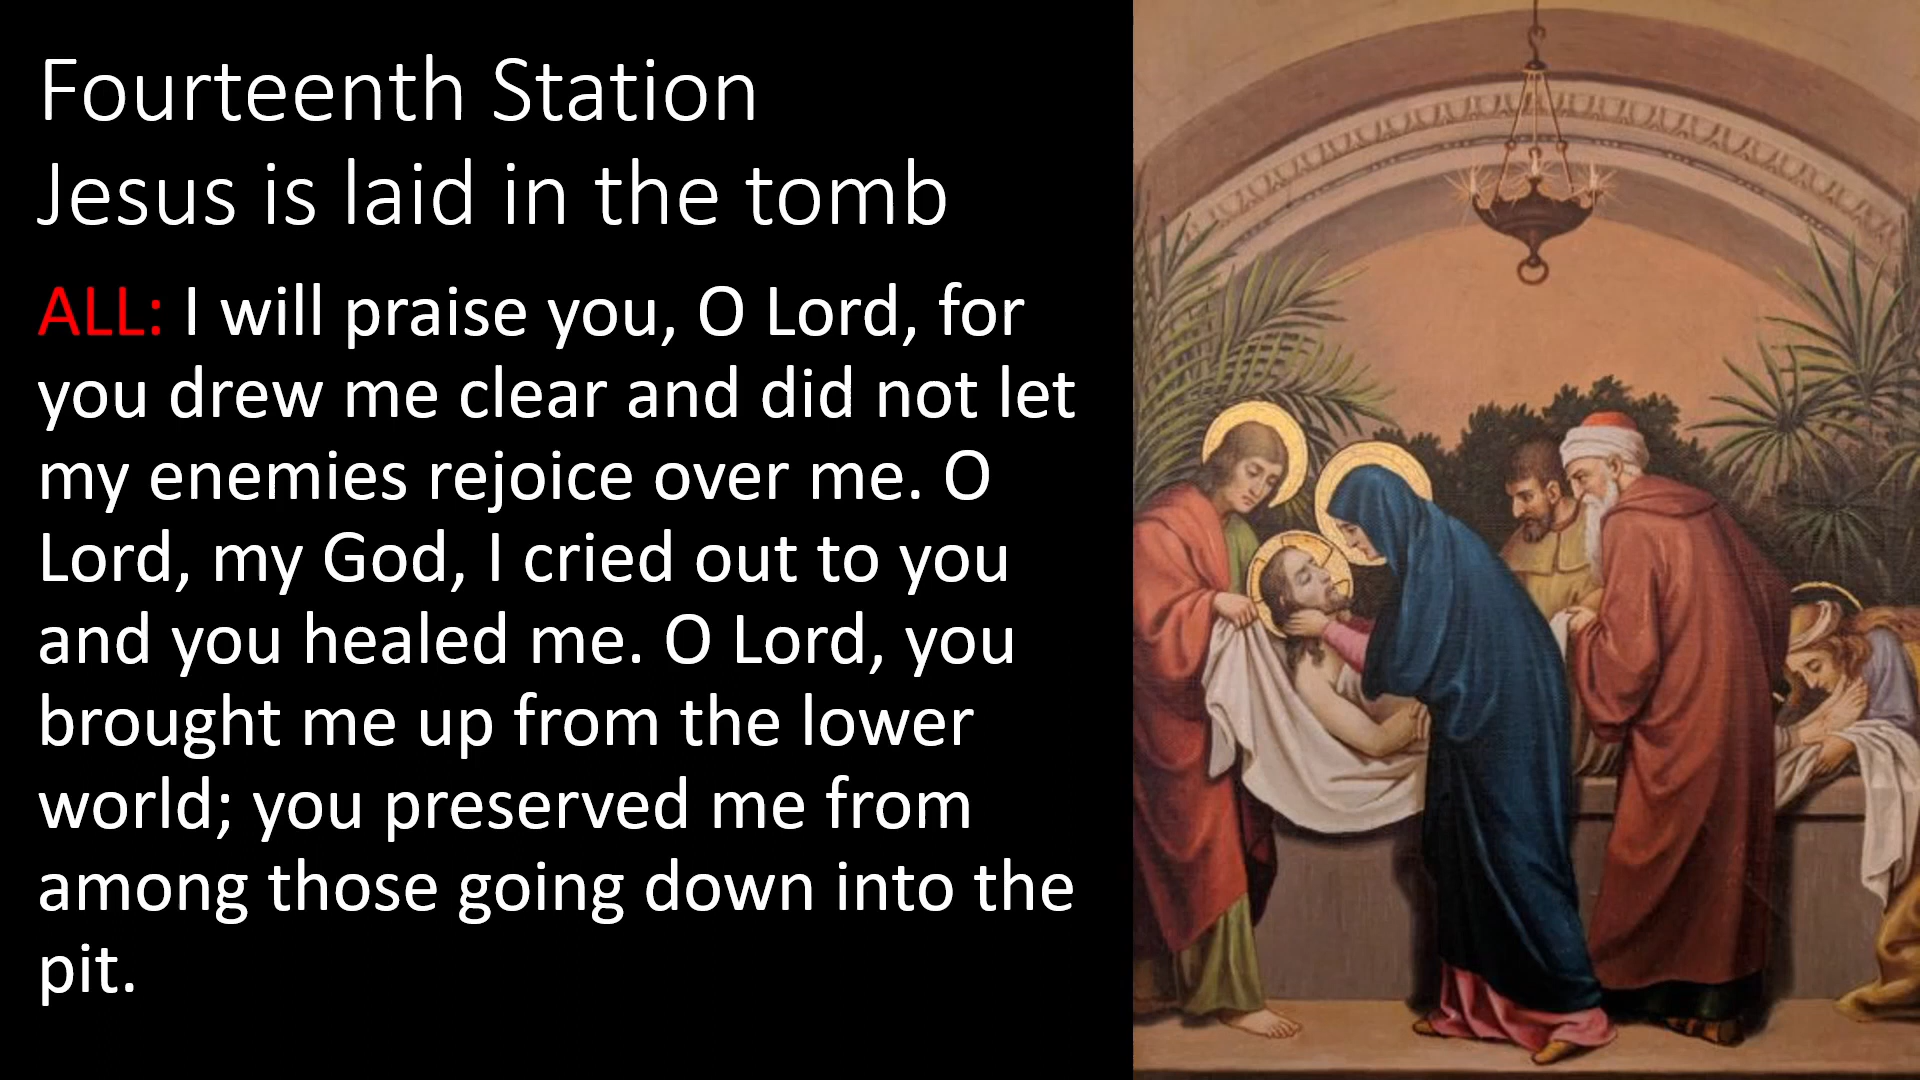 Fourteenth Station
Jesus is laid in the tomb
ALL: I will praise you, O Lord, for
you drew me clear and did not let
my enemies rejoice over me. O
Lord, my God, I cried out to you
and you healed me. O Lord, you
brought me up from the lower
world; you preserved me from
among those going down into the
pit.